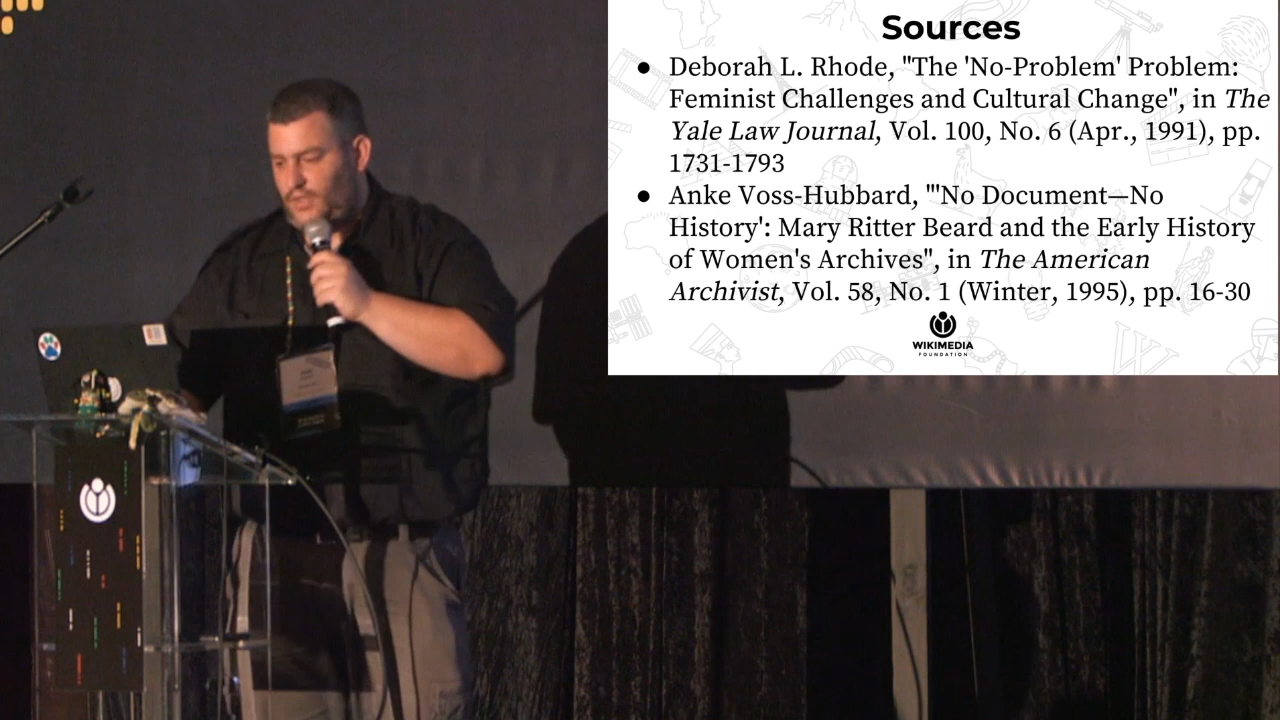 Sources
● Deborah L. Rhode, "The 'No-Problem' Problem:
Feminist Challenges and Cultural Change", in The
Yale Law Journal, Vol. 100, No. 6 (Apr., 1991), pp.
1731-1793
● Anke Voss-Hubbard, "'No Document—No
History': Mary Ritter Beard and the Early History
of Women's Archives", in The American
Archivist, Vol. 58, No. 1 (Winter, 1995), pp. 16-30
WIKIMEDIA
FOUNDATION